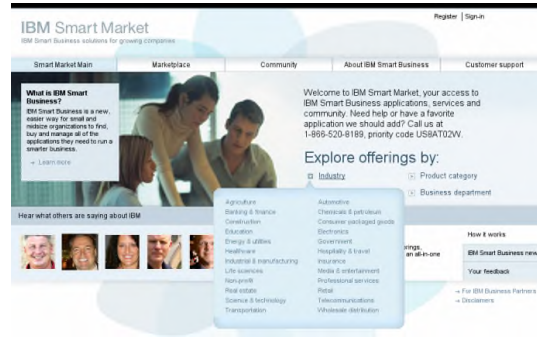 Register | Sign-in
IBM Smart Market
IBM Smart Business solutions for growing companies
Smart Market Main
Marketplace
Community
About IBM Smart Business
Customer support
What is IBM Smart
Business?
IBM Smart Business is a new,
easier way for small and
midsize organizations to find,
buy and manage all of the
applications they need to run a
smarter business.
→ Learn more
Welcome to IBM Smart Market, your access to
IBM Smart Business applications, services and
community. Need help or have a favorite
application we should add? Call us at
1-866-520-8189, priority code US8AT02W.
Explore offerings by:
Industry
Product category
Business department
Agriculture
Banking & finance
Construction
Education
Energy & utilities
Healthcare
Industrial & manufacturing
Life sciences
Non-profit
Real estate
Science & technology
Transportation
Automotive
Chemicals & petroleum
Consumer packaged goods
Electronics
Government
Hospitality & travel
Insurance
Media & entertainment
Professional services
Retail
Telecommunications
Wholesale distribution
Hear what others are saying about IBM
rings,
an all-in-one
How it works
IBM Smart Business new
Your feedback
→ For IBM Business Partners
→ Disclaimers